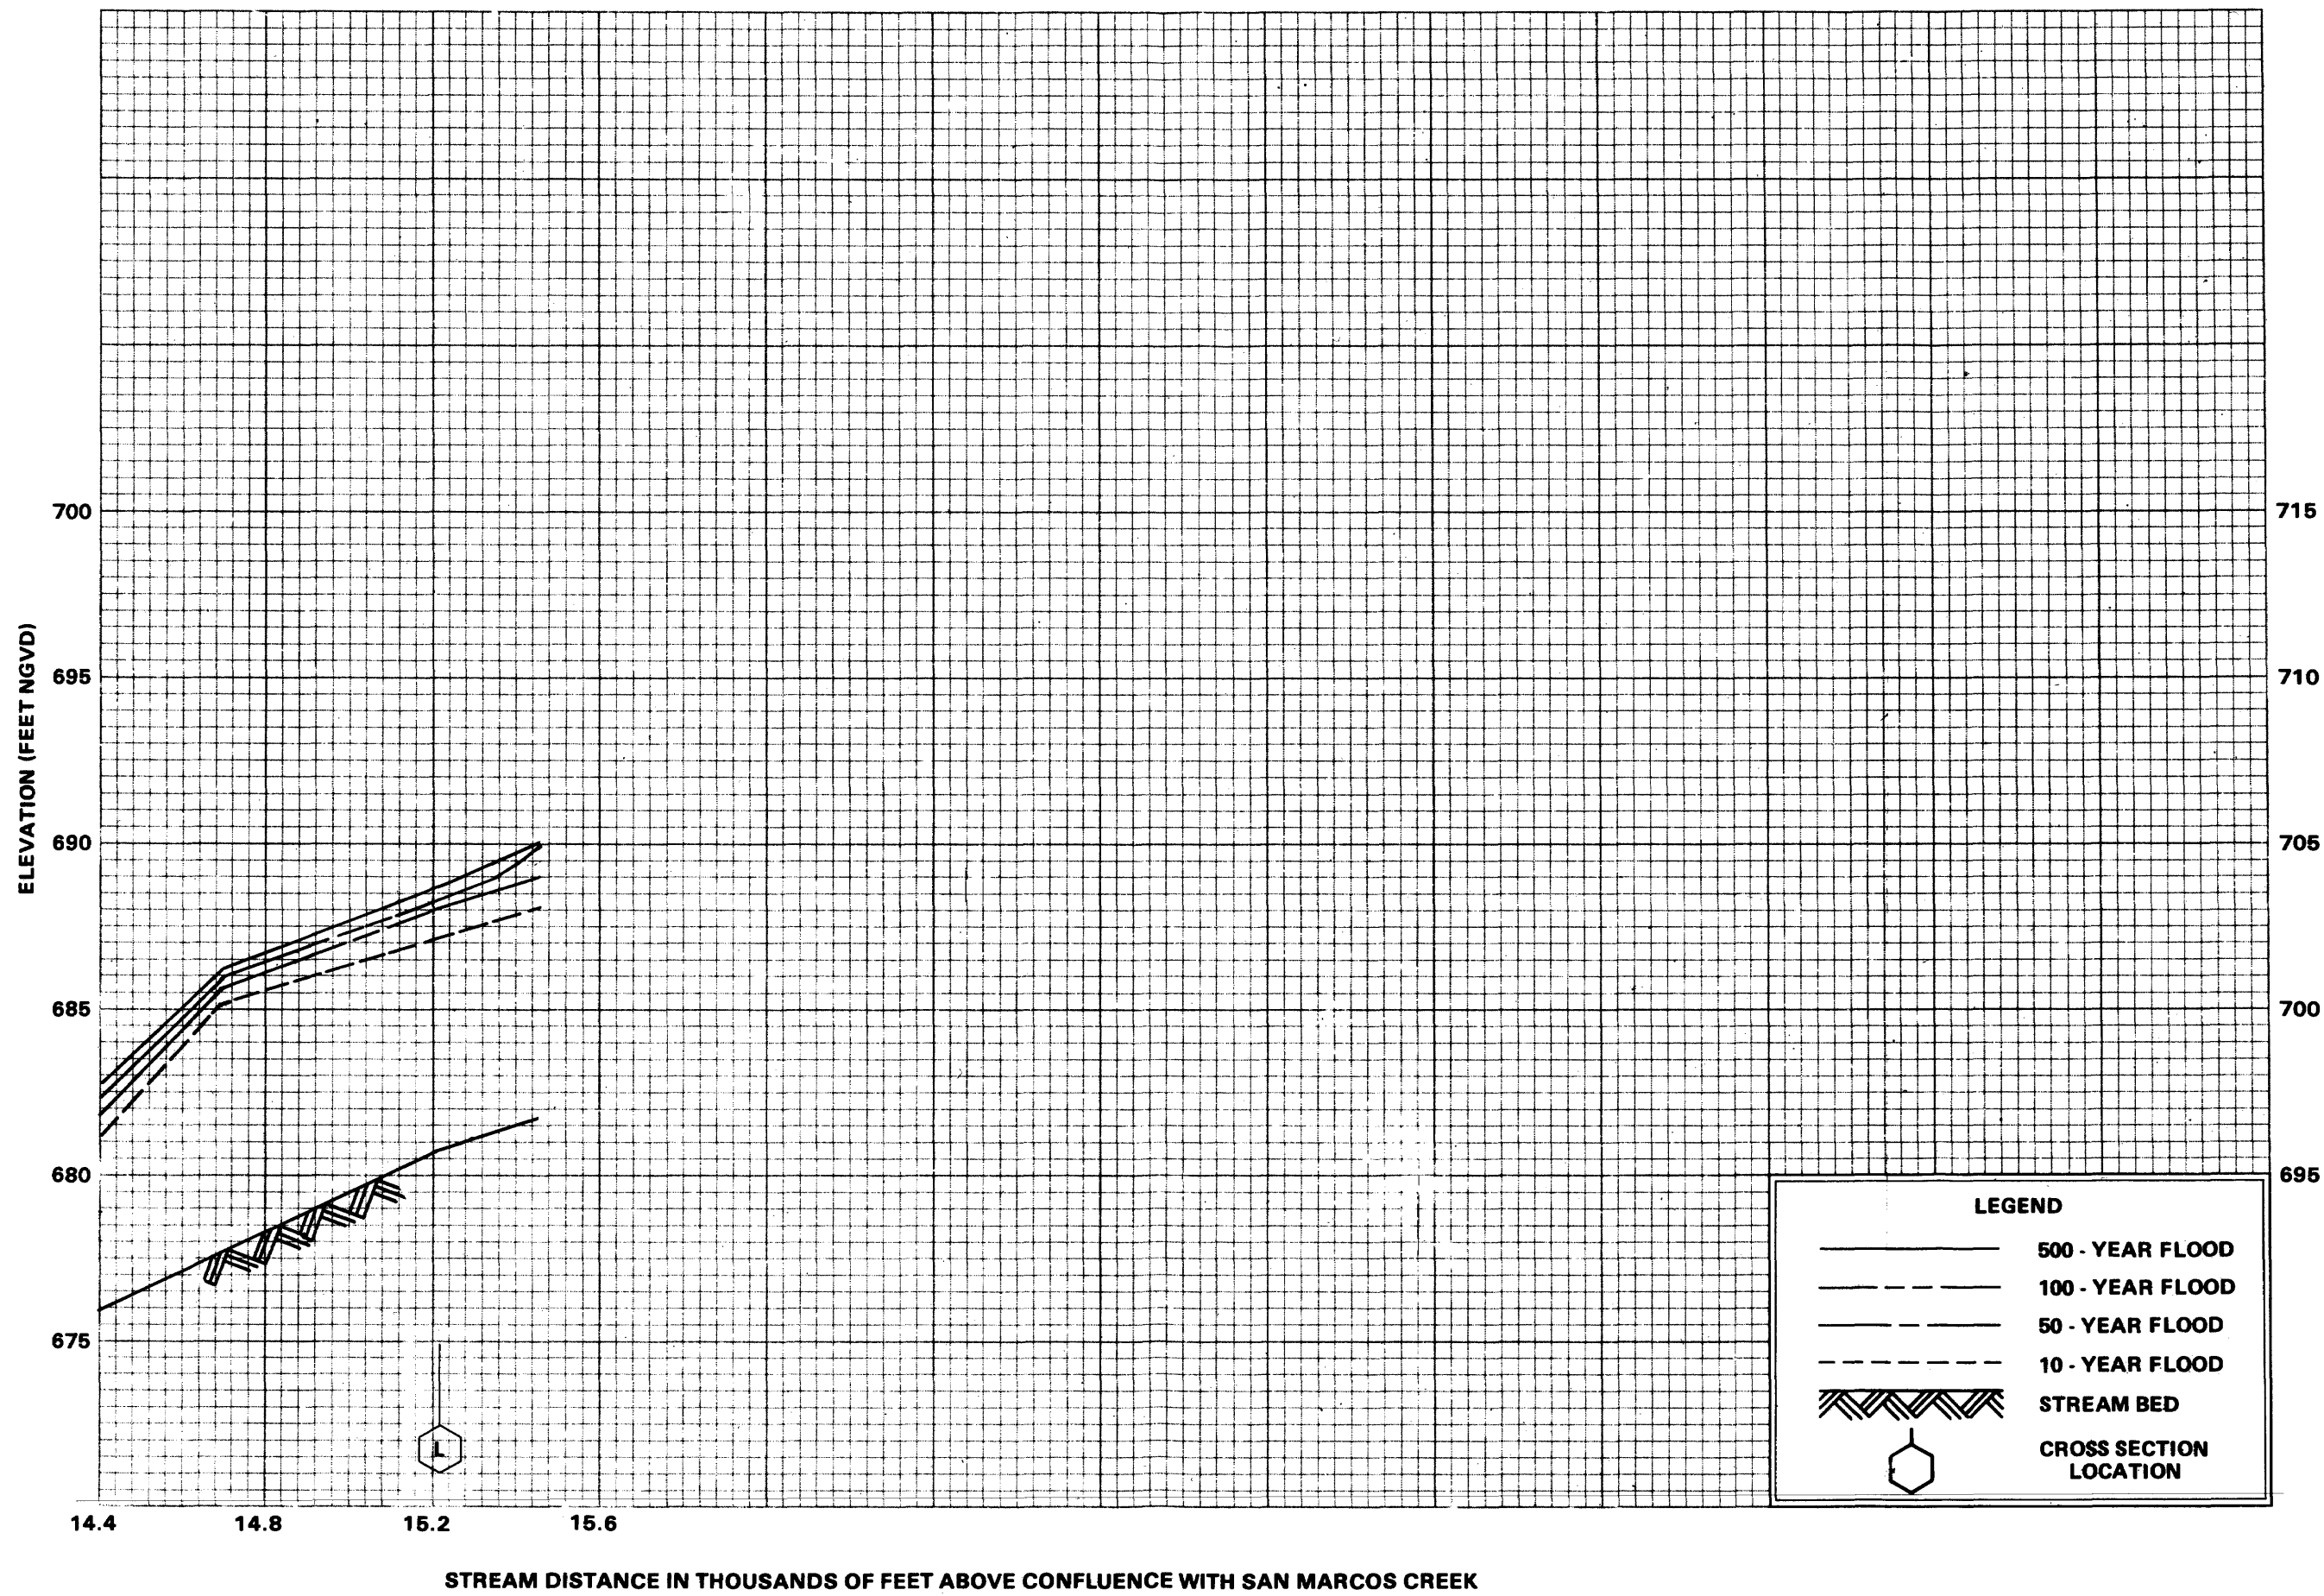 ELEVATION (FEET NGVD)
700
695
690
685
680
675
715
710
705
700
695
14.4
14.8
15.2
15.6
L
STREAM DISTANCE IN THOUSANDS OF FEET ABOVE CONFLUENCE WITH SAN MARCOS CREEK
LEGEND
500 - YEAR FLOOD
100 - YEAR FLOOD
50 - YEAR FLOOD
10 - YEAR FLOOD
STREAM BED
CROSS SECTION
LOCATION